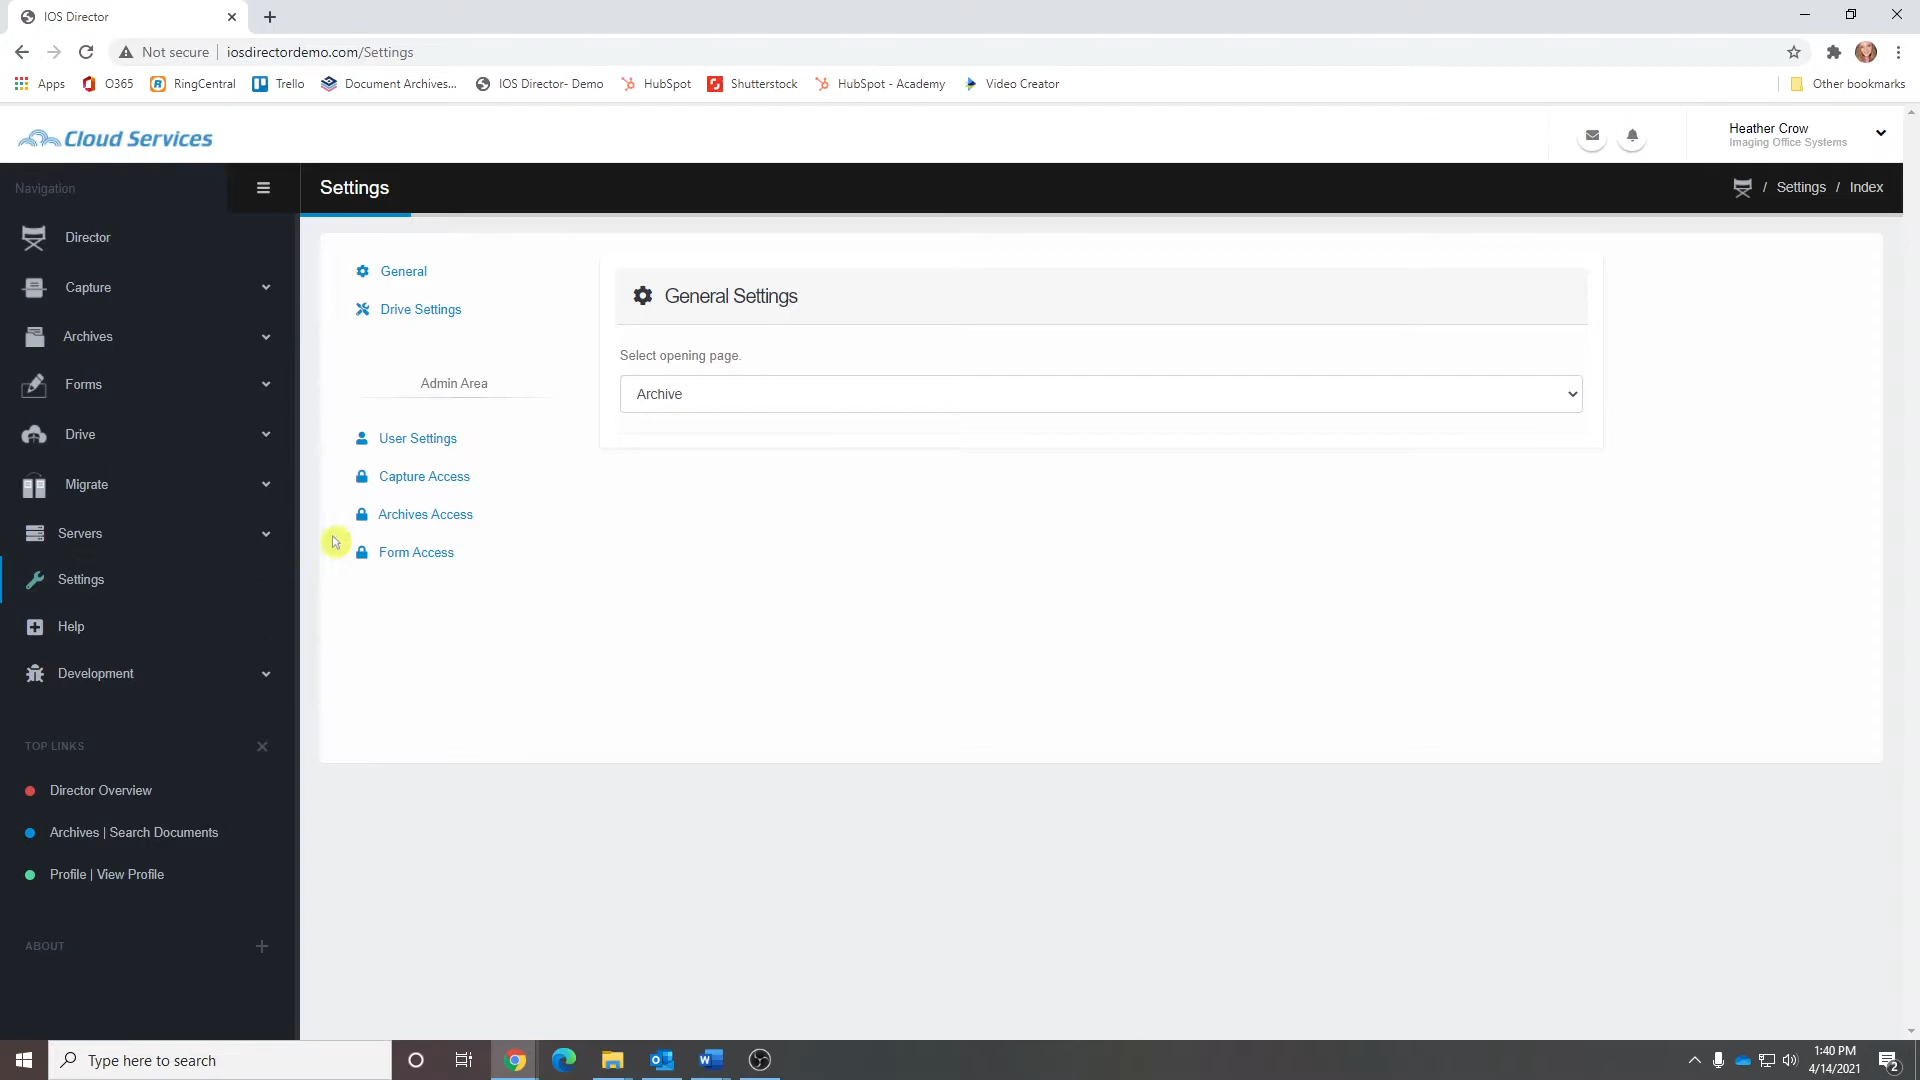 IOS Director
Not secure
iosdirectordemo.com/Settings
Apps
O365
RingCentral
Trello
Document Archives...
IOS Director- Demo
HubSpot
Shutterstock
HubSpot - Academy
Video Creator
Other bookmarks
Cloud Services
Heather Crow
Imaging Office Systems
Navigation
Settings
/ Settings / Index
Director
Capture
Archives
Forms
Drive
Migrate
Servers
Settings
Help
Development
TOP LINKS
Director Overview
Archives | Search Documents
Profile | View Profile
ABOUT
General
Drive Settings
Admin Area
User Settings
Capture Access
Archives Access
Form Access
General Settings
Select opening page.
Archive
Type here to search
1:40 PM
4/14/2021
2